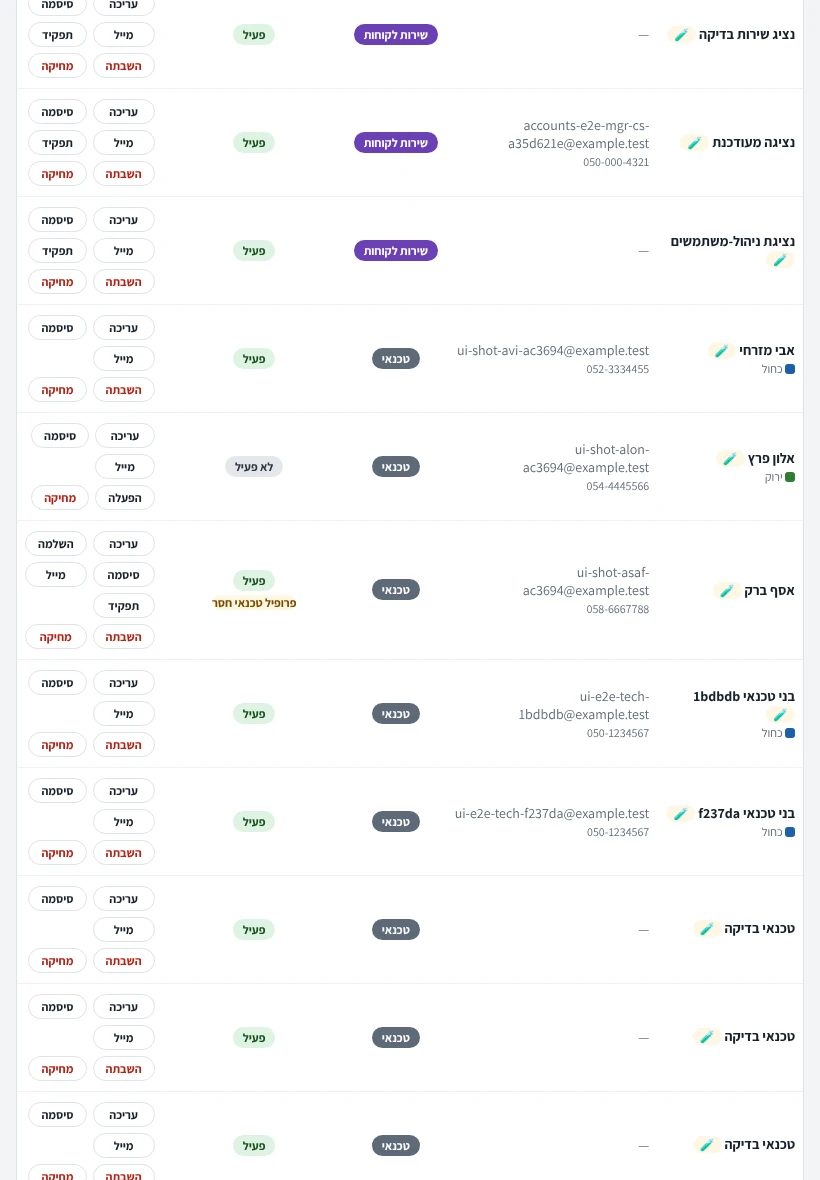 עריכה סיסמה
נציג שירות בדיקה — שירות לקוחות פעיל מייל תפקיד
השבתה מחיקה
עריכה סיסמה
accounts-e2e-mgr-cs-
נציגה מעודכנת a35d621e@example.test שירות לקוחות פעיל מייל תפקיד
050-000-4321
השבתה מחיקה
עריכה סיסמה
נציגת ניהול-משתמשים — שירות לקוחות פעיל מייל תפקיד
השבתה מחיקה
עריכה סיסמה
אבי מזרחי ui-shot-avi-ac3694@example.test טכנאי פעיל מייל
כחול 052-3334455
השבתה מחיקה
עריכה סיסמה
ui-shot-alon-
אלון פרץ ac3694@example.test טכנאי לא פעיל מייל
ירוק 054-4445566
הפעלה מחיקה
עריכה השלמה
ui-shot-asaf-
אסף ברק ac3694@example.test טכנאי פעיל סיסמה מייל
058-6667788 פרופיל טכנאי חסר תפקיד
השבתה מחיקה
עריכה סיסמה
בני טכנאי 1bdbdb ui-e2e-tech-
1bdbdb@example.test טכנאי פעיל מייל
כחול 050-1234567
השבתה מחיקה
עריכה סיסמה
בני טכנאי f237da ui-e2e-tech-f237da@example.test טכנאי פעיל מייל
כחול 050-1234567
השבתה מחיקה
עריכה סיסמה
טכנאי בדיקה — טכנאי פעיל מייל
השבתה מחיקה
עריכה סיסמה
טכנאי בדיקה — טכנאי פעיל מייל
השבתה מחיקה
עריכה סיסמה
טכנאי בדיקה — טכנאי פעיל מייל
השבתה מחיקה